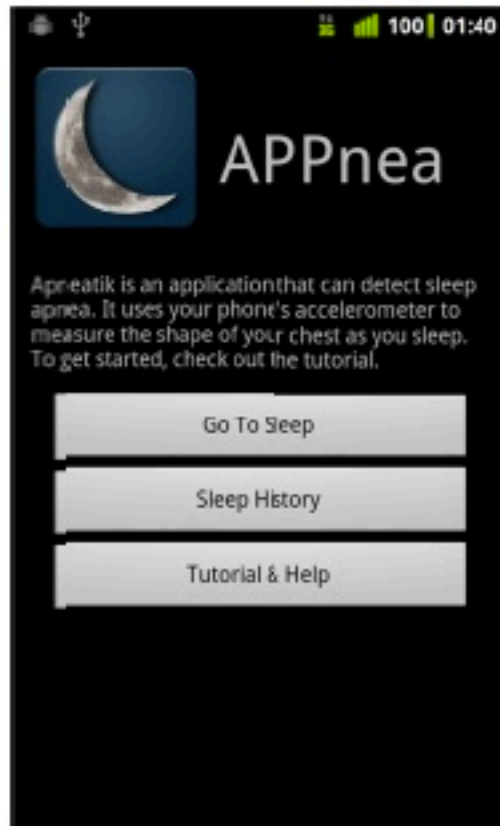 100 01:40
APPnea
Apneatik is an application that can detect sleep
apnea. It uses your phone's accelerometer to
measure the shape of your chest as you sleep.
To get started, check out the tutorial.
Go To Sleep
Sleep History
Tutorial & Help